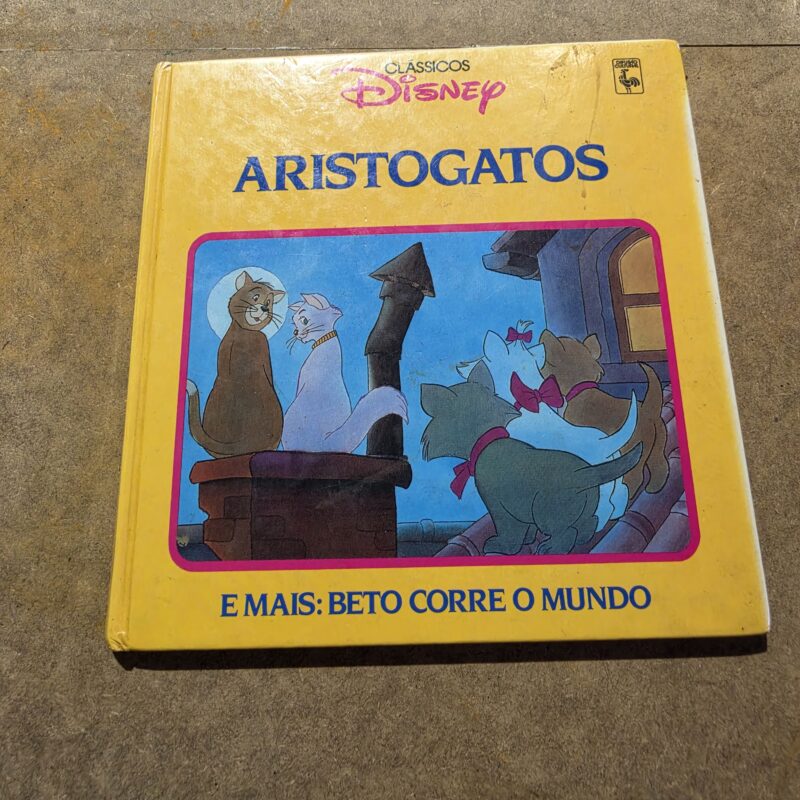 CLÁSSICOS
Disney
ARISTOGATOS
E MAIS: BETO CORRE O MUNDO